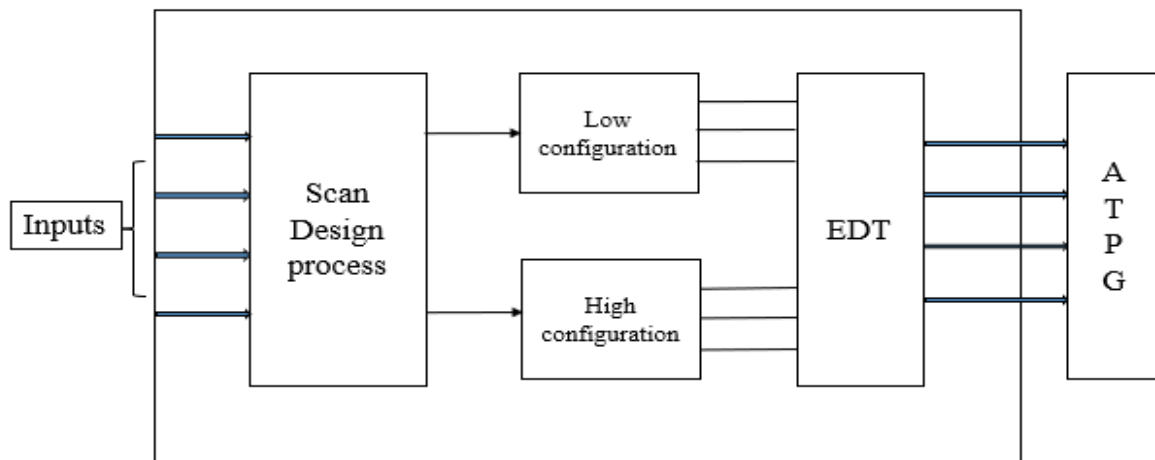 Inputs
Scan
Design
process
Low
configuration
High
configuration
EDT
A
T
P
G